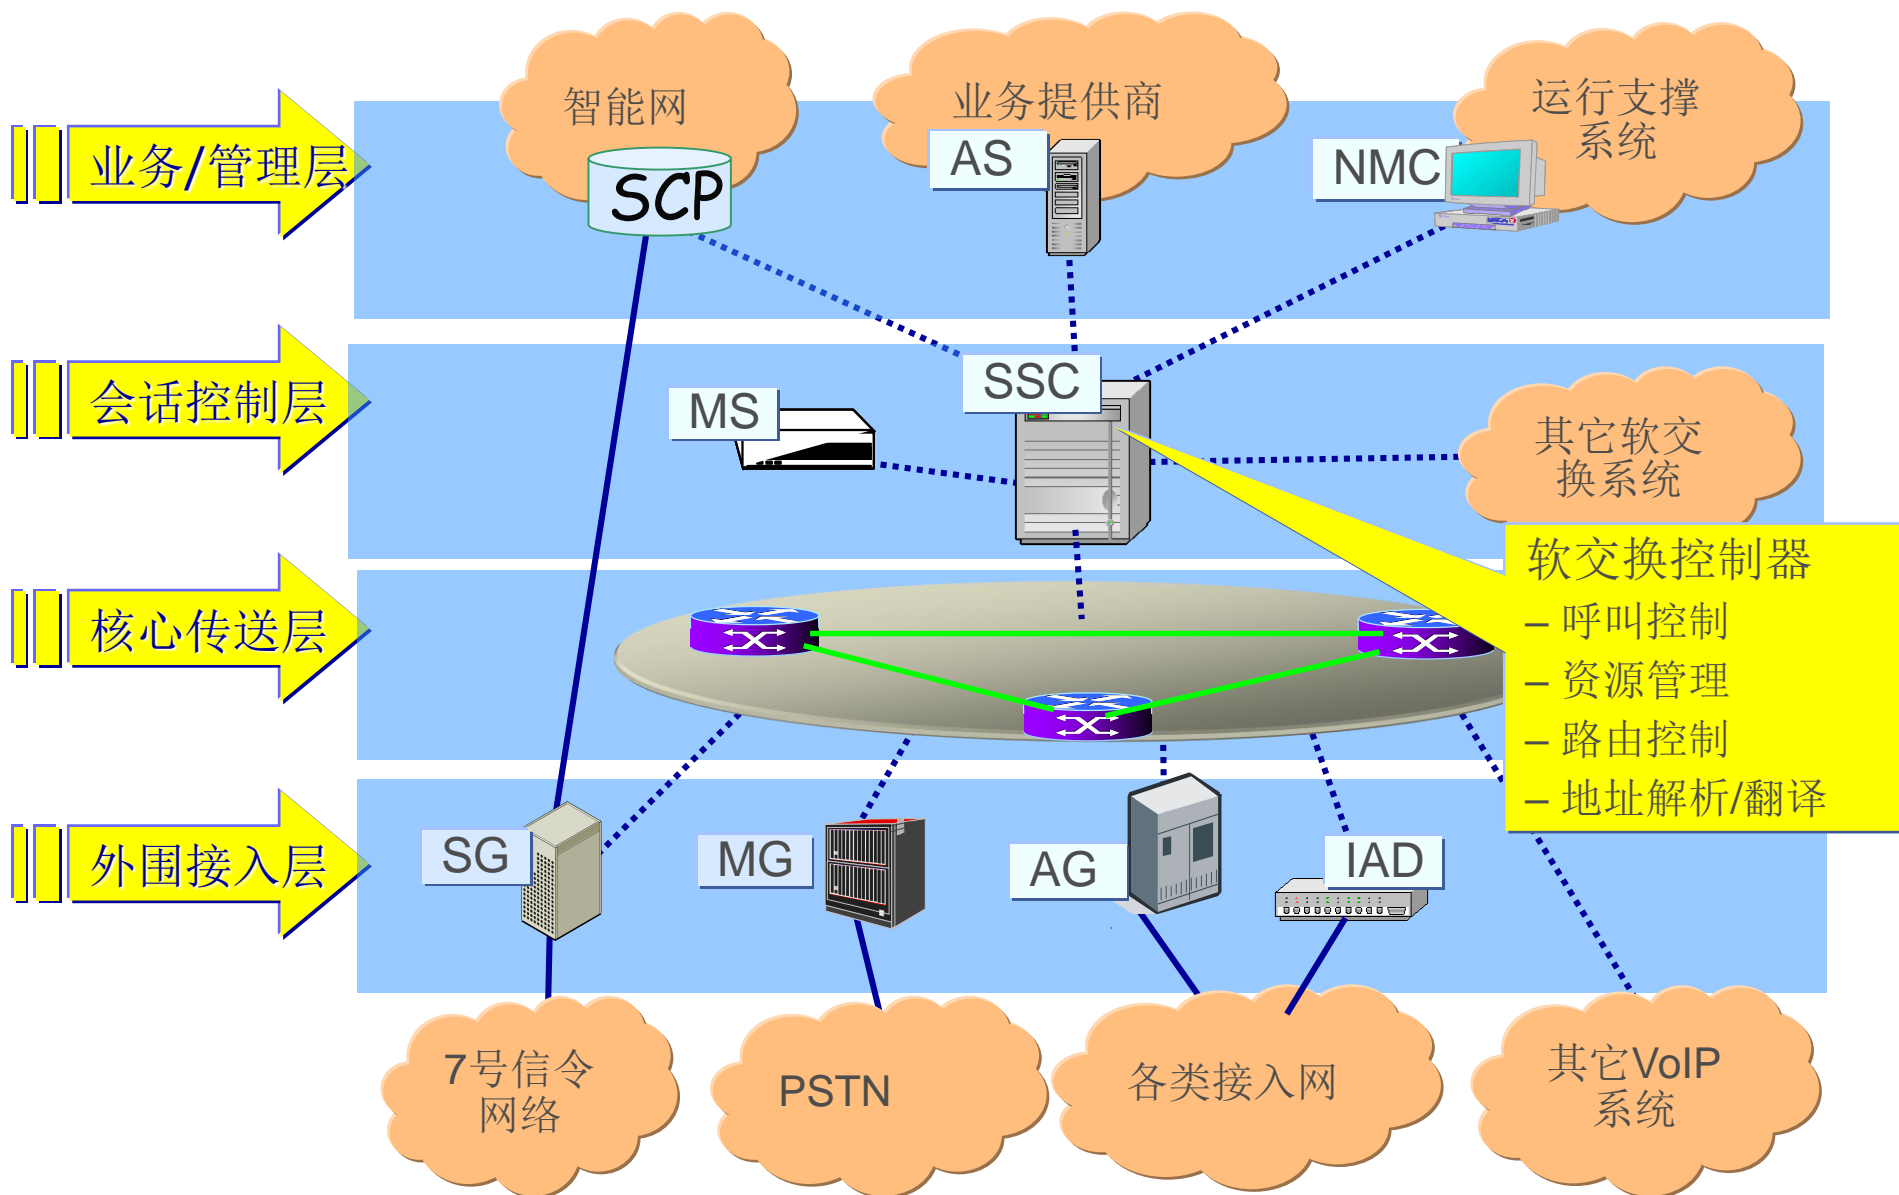 智能网
业务提供商
运行支撑
系统
业务/管理层
SCP
AS
NMC
会话控制层
MS
SSC
其它软交
换系统
软交换控制器
– 呼叫控制
– 资源管理
– 路由控制
– 地址解析/翻译
核心传送层
外围接入层
SG
MG
AG
IAD
7号信令
网络
PSTN
各类接入网
其它VoIP
系统